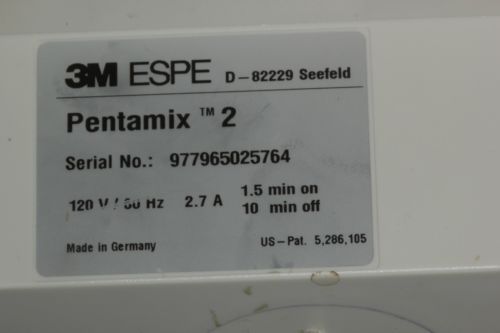 3M ESPE D-82229 Seefeld
Pentamix ™ 2
Serial No.: 977965025764
120 V / 60 Hz 2.7 A 1.5 min on
10 min off
Made in Germany US-Pat. 5,286,105